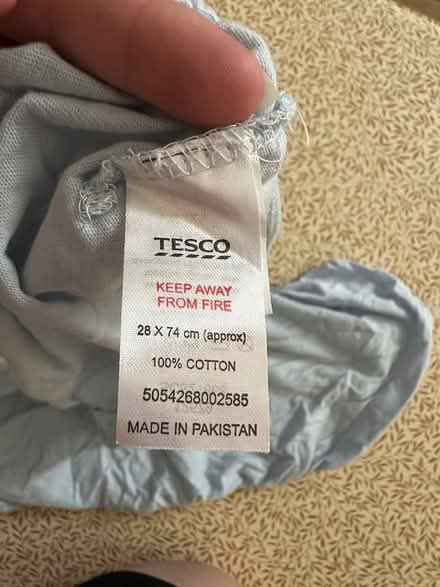 TESCO
KEEP AWAY
FROM FIRE
28 X 74 cm (approx)
100% COTTON
5054268002585
MADE IN PAKISTAN